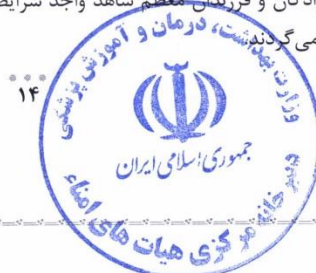 ادگان و فرزندان معظم شاهد واجد شرایط
می‌گردند.
۱۴
وزارت بهداشت، درمان و آموزش پزشکی
جمهوری اسلامی ایران
دبیرخانه مرکزی هیات های امناء